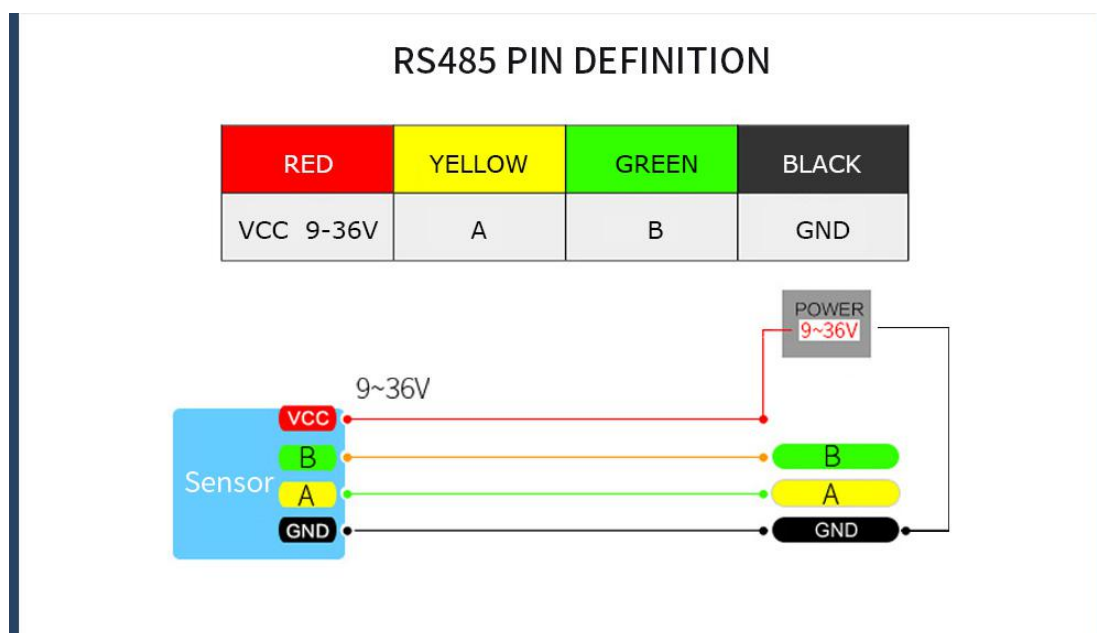 RS485 PIN DEFINITION
RED YELLOW GREEN BLACK
VCC 9-36V A B GND
POWER
9~36V
9~36V
VCC
B B
Sensor
A A
GND GND